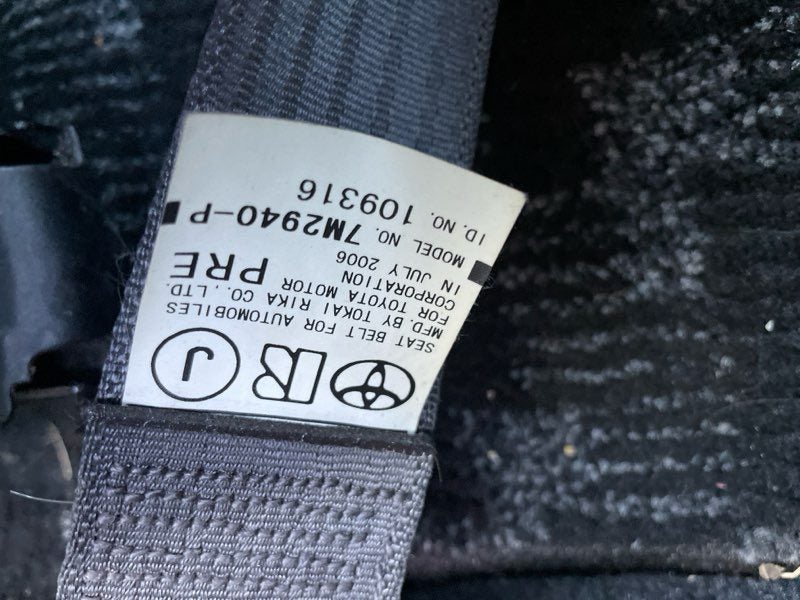 J
SEAT BELT FOR AUTOMOBILES
MFD. BY TOKAI RIKA CO., LTD.
FOR TOYOTA MOTOR
CORPORATION PRE
IN JULY 2006
MODEL NO. 7M2940-P
ID. NO. 109316